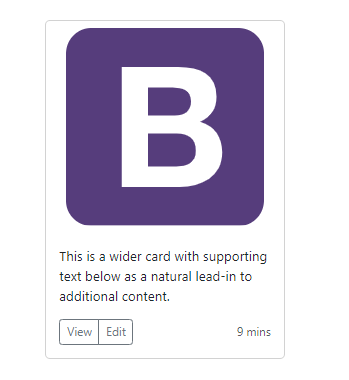 B
This is a wider card with supporting
text below as a natural lead-in to
additional content.
View Edit 9 mins